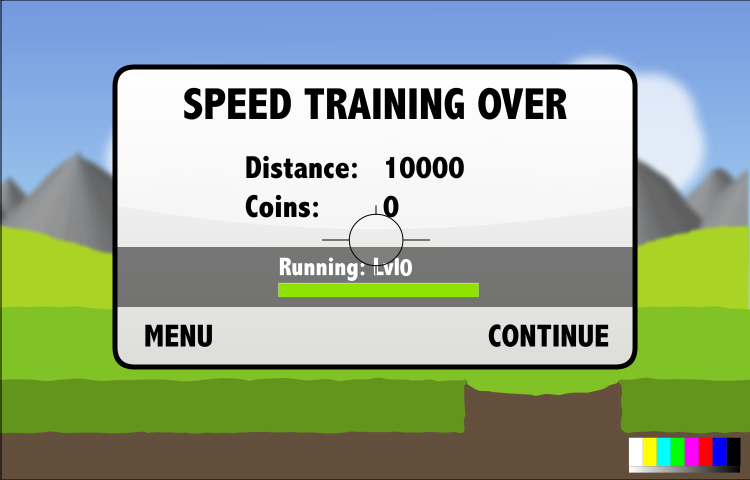 SPEED TRAINING OVER
Distance: 10000
Coins: 0
Running: Lvl0
MENU CONTINUE